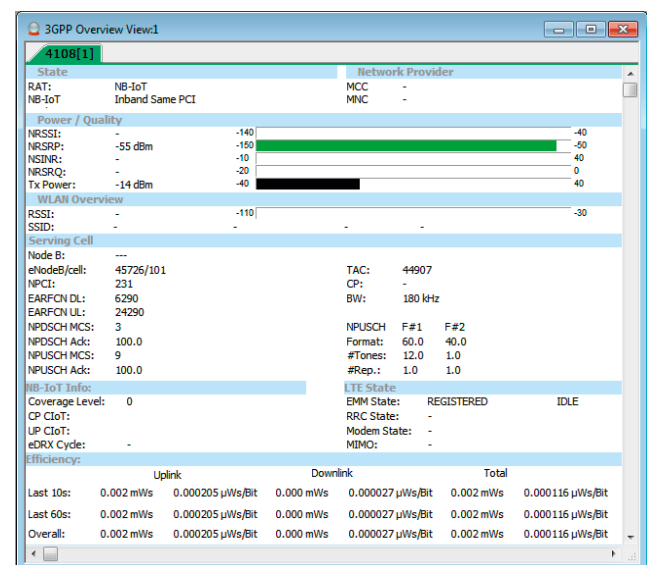 3GPP Overview View:1
4108[1]
State Network Provider
RAT: NB-IoT MCC -
NB-IoT Inband Same PCI MNC -
Power / Quality
NRSSI: - -140 -40
NRSRP: -55 dBm -150 -50
NSINR: - -10 40
NRSRQ: - -20 0
Tx Power: -14 dBm -40 40
WLAN Overview
RSSI: - -110 -30
SSID: - - - -
Serving Cell
Node B: ---
eNodeB/cell: 45726/101 TAC: 44907
NPCI: 231 CP: -
EARFCN DL: 6290 BW: 180 kHz
EARFCN UL: 24290
NPDSCH MCS: 3 NPUSCH F#1 F#2
NPDSCH Ack: 100.0 Format: 60.0 40.0
NPUSCH MCS: 9 #Tones: 12.0 1.0
NPUSCH Ack: 100.0 #Rep.: 1.0 1.0
NB-IoT Info: LTE State
Coverage Level: 0 EMM State: REGISTERED IDLE
CP CIoT: RRC State: -
UP CIoT: Modem State: -
eDRX Cycle: - MIMO: -
Efficiency:
Uplink Downlink Total
Last 10s: 0.002 mWs 0.000205 µWs/Bit 0.000 mWs 0.000027 µWs/Bit 0.002 mWs 0.000116 µWs/Bit
Last 60s: 0.002 mWs 0.000205 µWs/Bit 0.000 mWs 0.000027 µWs/Bit 0.002 mWs 0.000116 µWs/Bit
Overall: 0.002 mWs 0.000205 µWs/Bit 0.000 mWs 0.000027 µWs/Bit 0.002 mWs 0.000116 µWs/Bit